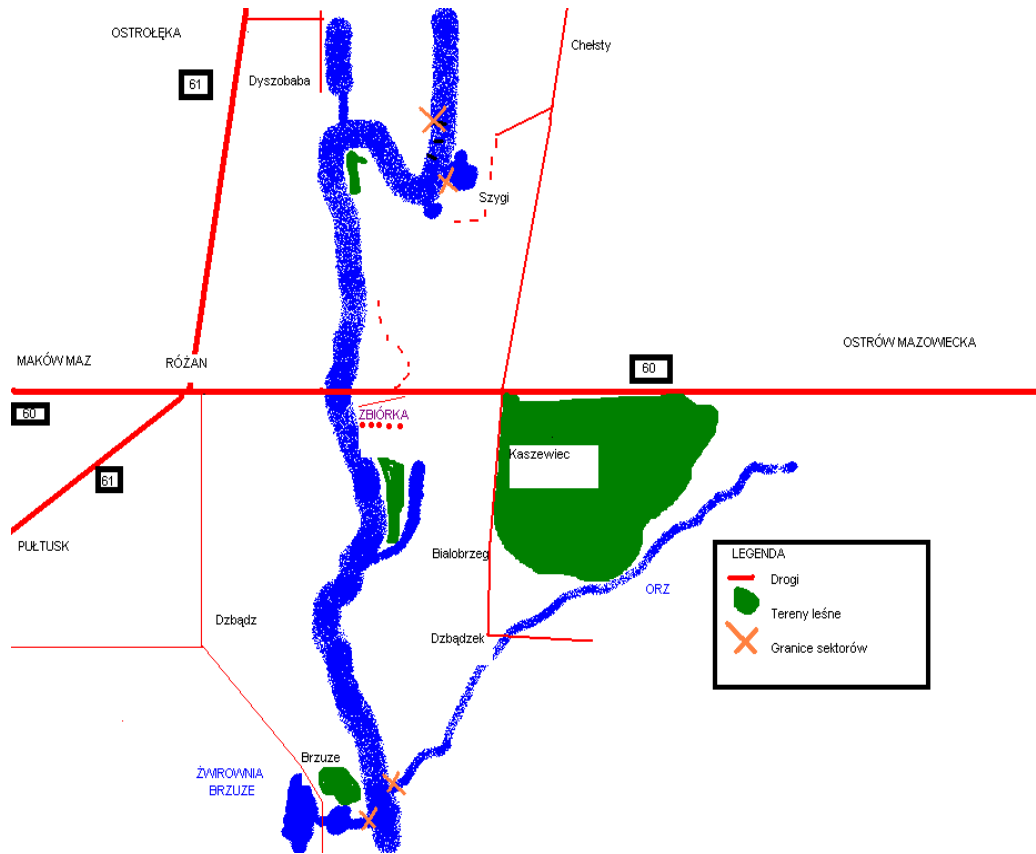 OSTROŁĘKA
Chełsty
61
Dyszobaba
Szygi
OSTRÓW MAZOWIECKA
MAKÓW MAZ
RÓŻAN
60
60
ZBIÓRKA
Kaszewiec
61
PUŁTUSK
Bialobrzeg
LEGENDA
Drogi
ORZ
Tereny leśne
Dzbądz
Dzbądzek
Granice sektorów
Brzuze
ŻWIROWNIA
BRZUZE